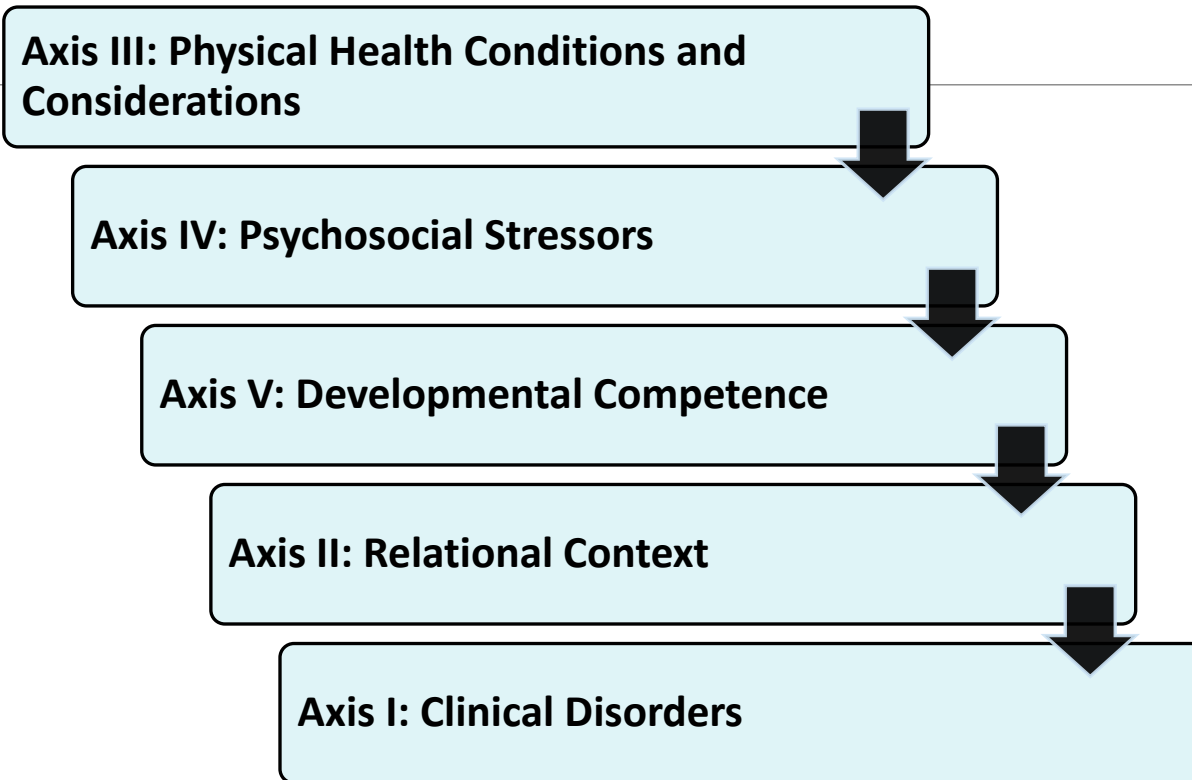 Axis III: Physical Health Conditions and
Considerations
Axis IV: Psychosocial Stressors
Axis V: Developmental Competence
Axis II: Relational Context
Axis I: Clinical Disorders